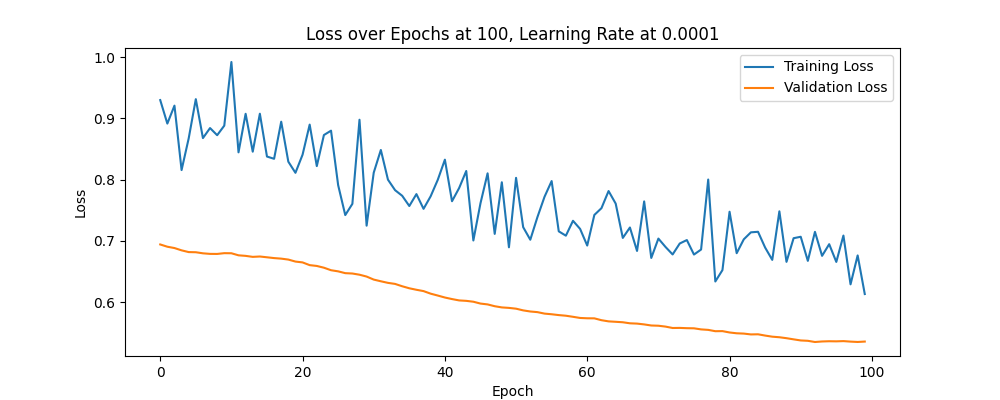 Loss over Epochs at 100, Learning Rate at 0.0001
Training Loss
Validation Loss
1.0
0.9
0.8
0.7
0.6
Loss
0 20 40 60 80 100
Epoch